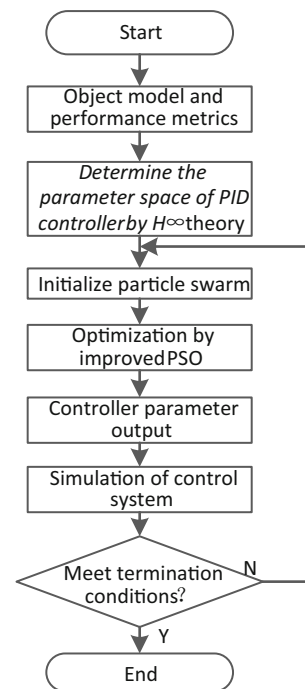 Start
Object model and
performance metrics
Determine the
parameter space of PID
controllerby H∞theory
Initialize particle swarm
Optimization by
improvedPSO
Controller parameter
output
Simulation of control
system
Meet termination
conditions?
N
Y
End